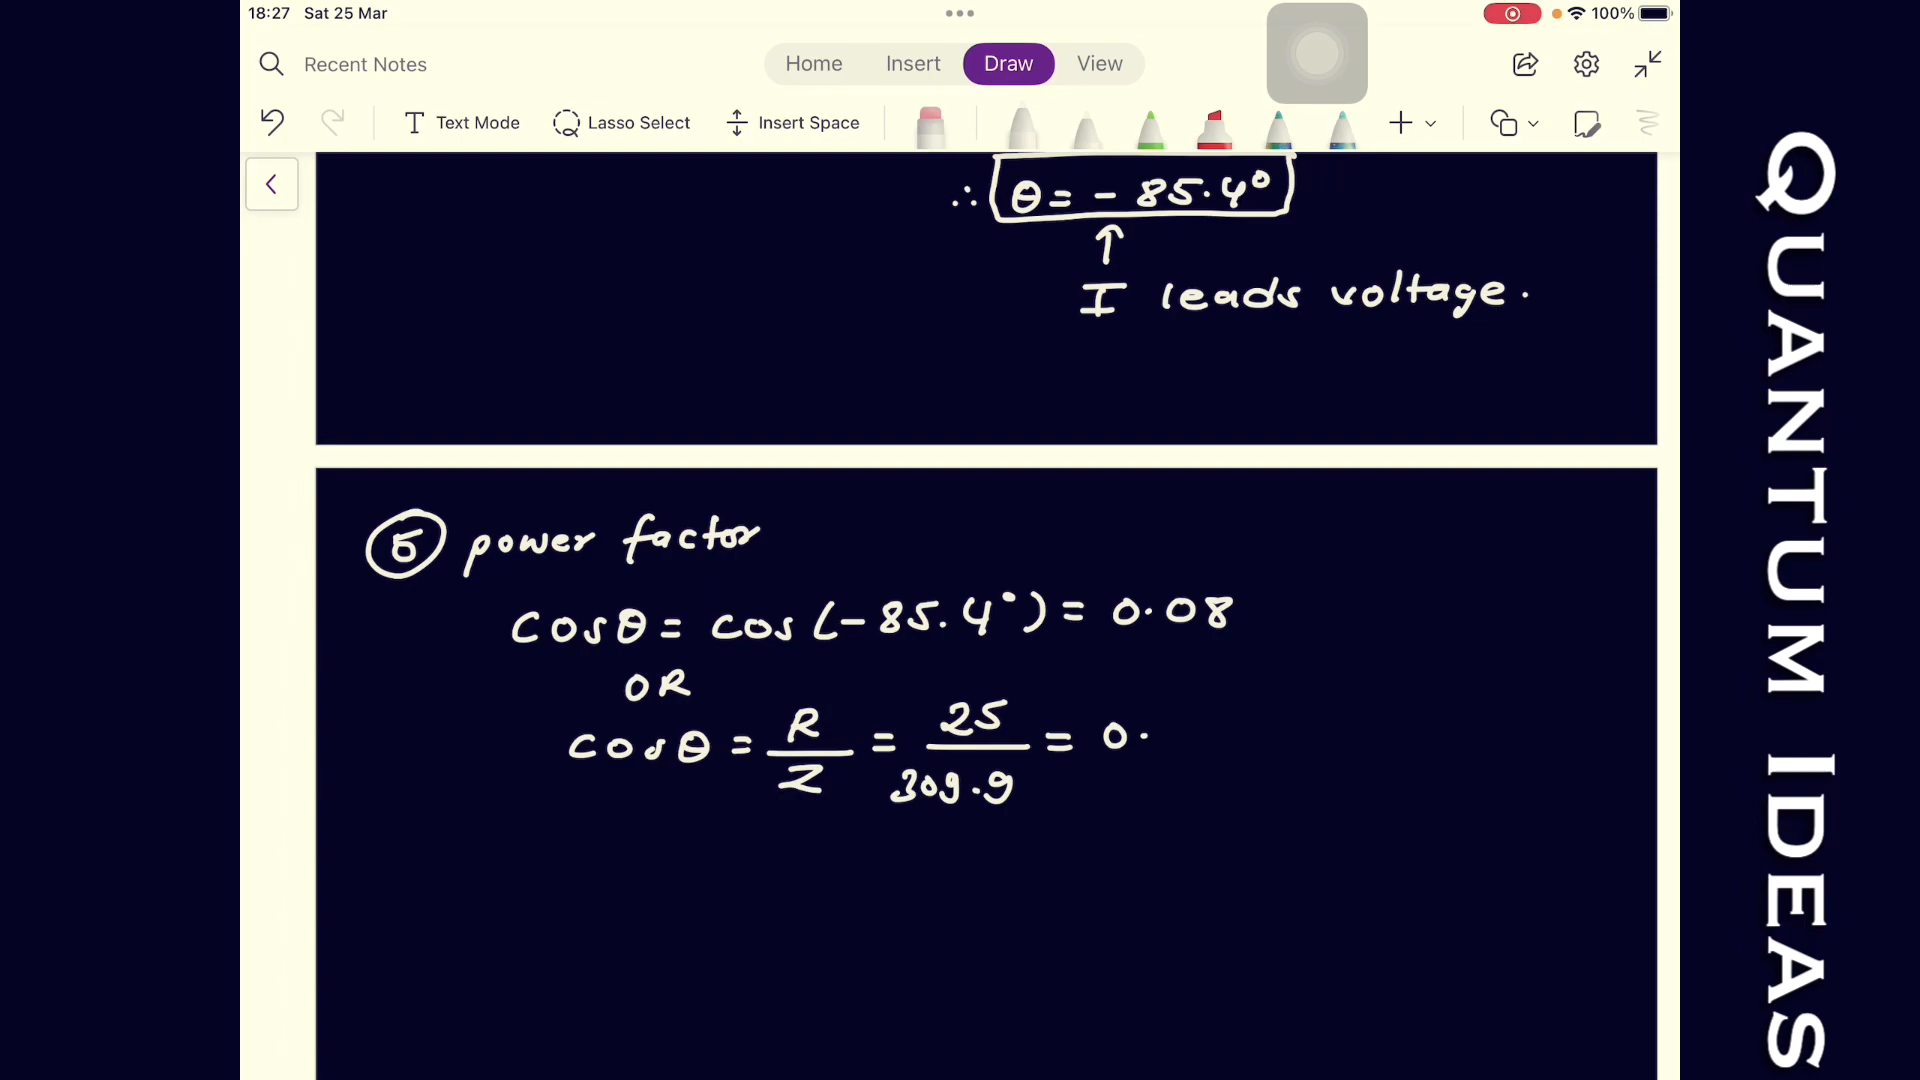 18:27 Sat 25 Mar
100%
Recent Notes
Home Insert Draw View
Text Mode Lasso Select Insert Space
∴ θ = - 85.4°
↑
I leads voltage.
⑤ power factor
cosθ = cos (-85.4°) = 0.08
OR
cosθ = R/Z = 25/309.9 = 0.
QUANTUM IDEAS